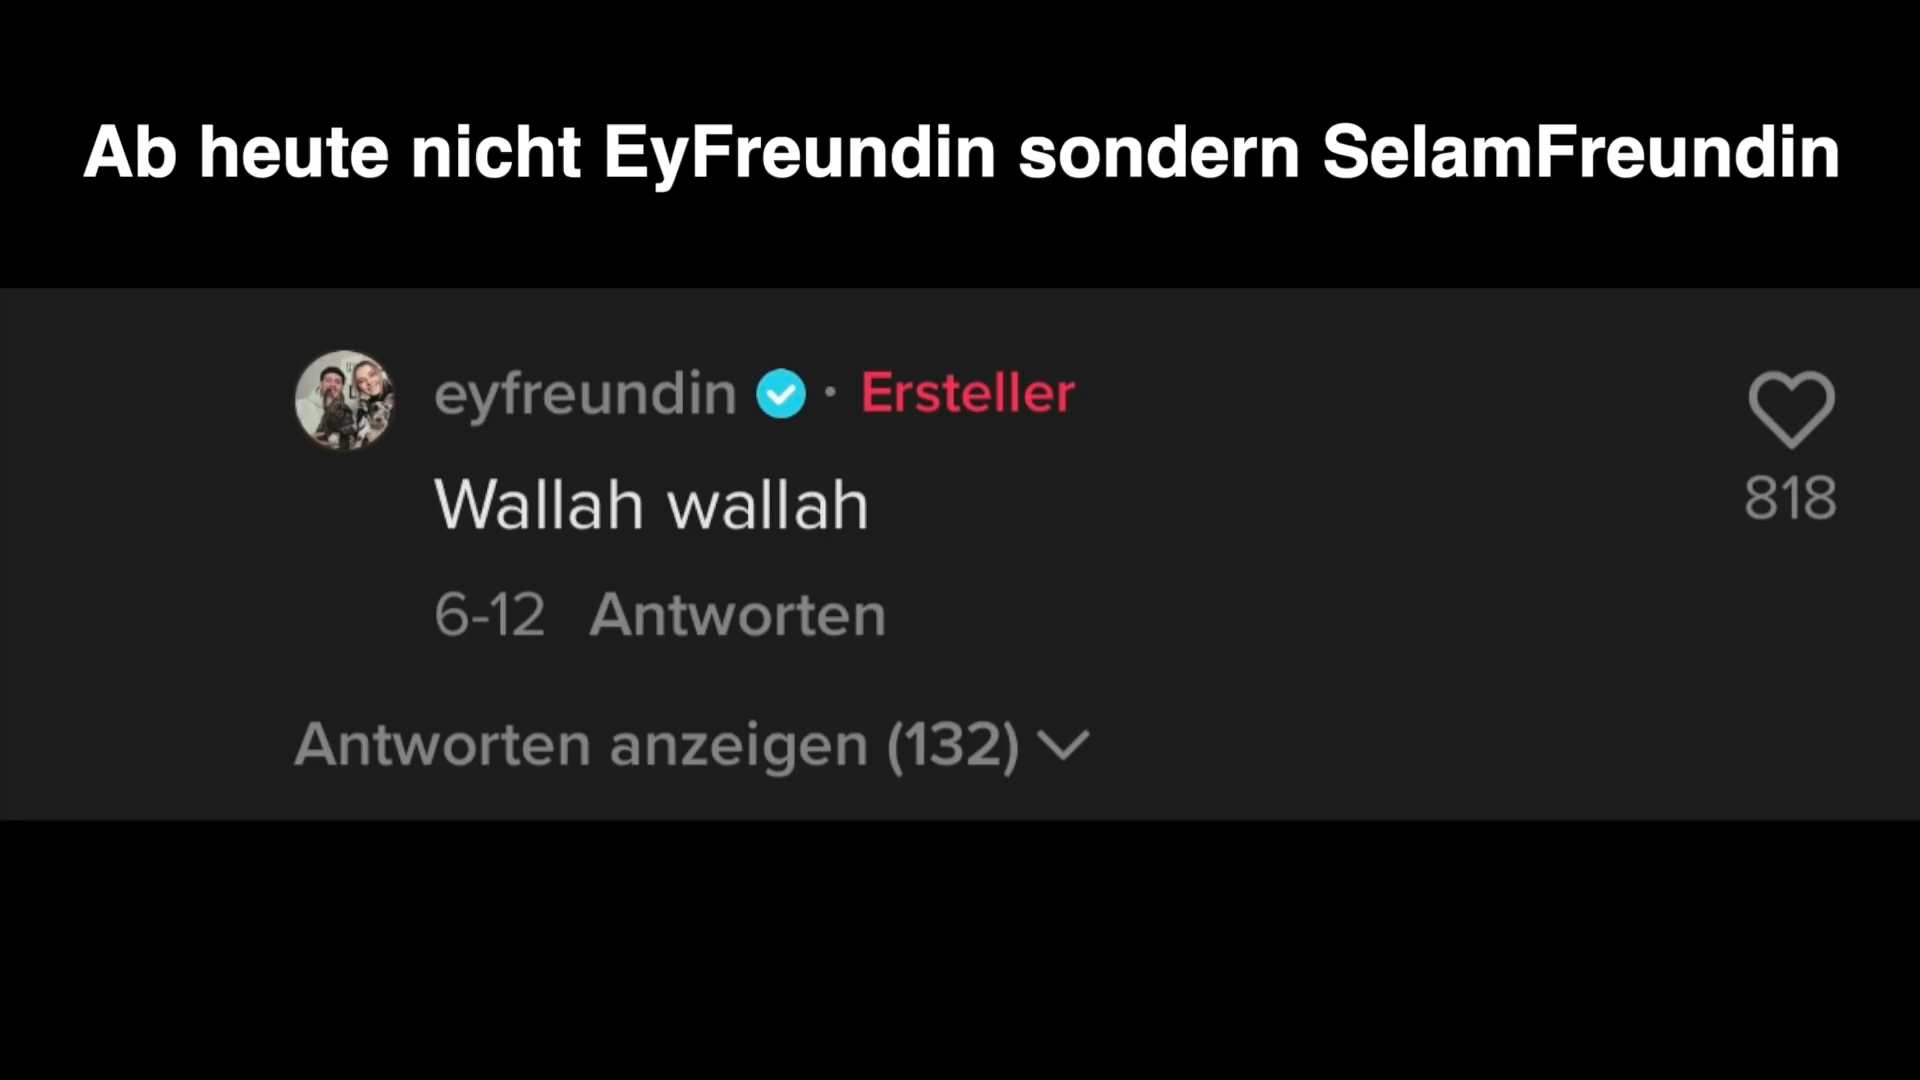 Ab heute nicht EyFreundin sondern SelamFreundin
eyfreundin · Ersteller
Wallah wallah
818
6-12 Antworten
Antworten anzeigen (132)